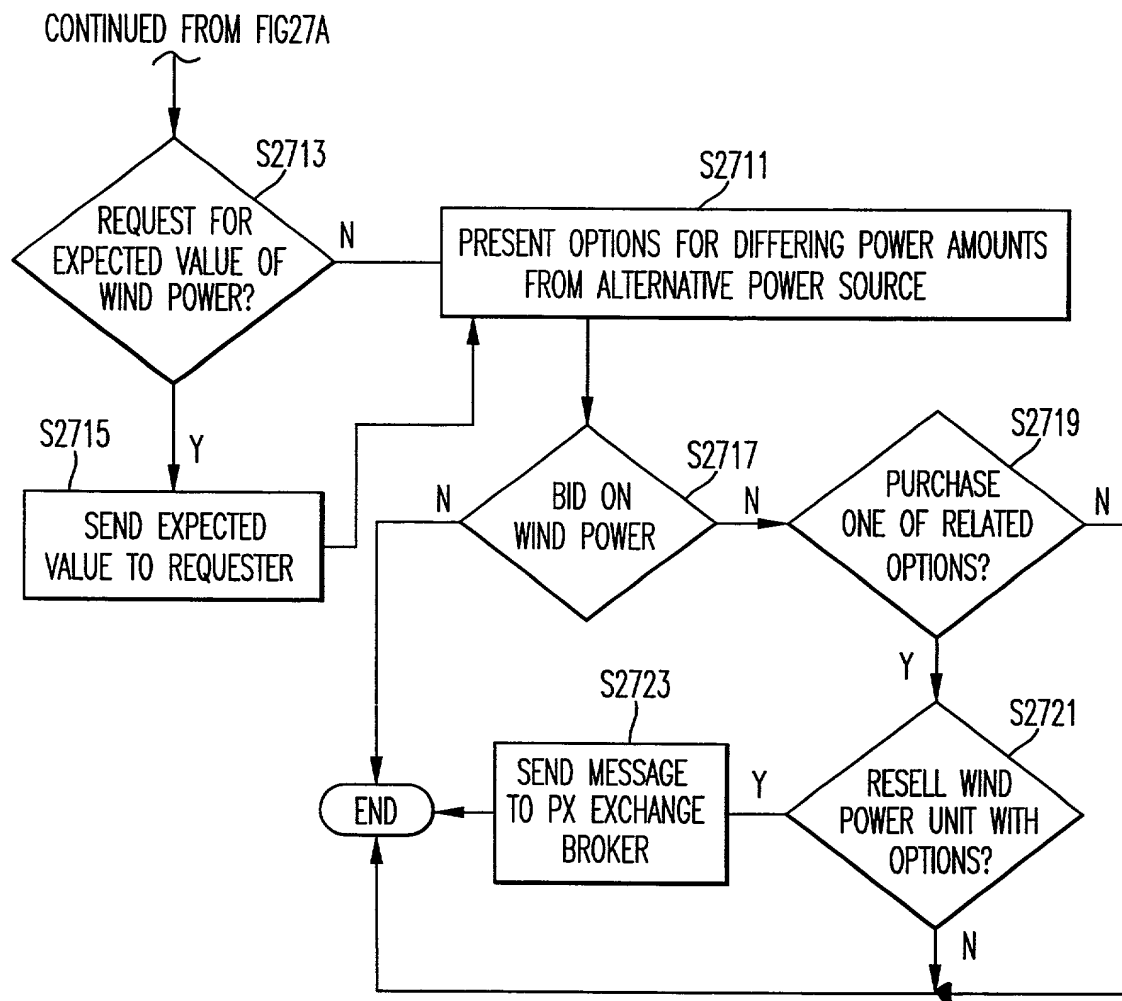 CONTINUED FROM FIG27A
S2713
REQUEST FOR
EXPECTED VALUE OF
WIND POWER?
N
Y
S2711
PRESENT OPTIONS FOR DIFFERING POWER AMOUNTS
FROM ALTERNATIVE POWER SOURCE
S2715
SEND EXPECTED
VALUE TO REQUESTER
S2717
N
BID ON
WIND POWER
N
S2719
PURCHASE
ONE OF RELATED
OPTIONS?
N
Y
S2721
RESELL WIND
POWER UNIT WITH
OPTIONS?
Y
N
S2723
SEND MESSAGE
TO PX EXCHANGE
BROKER
END